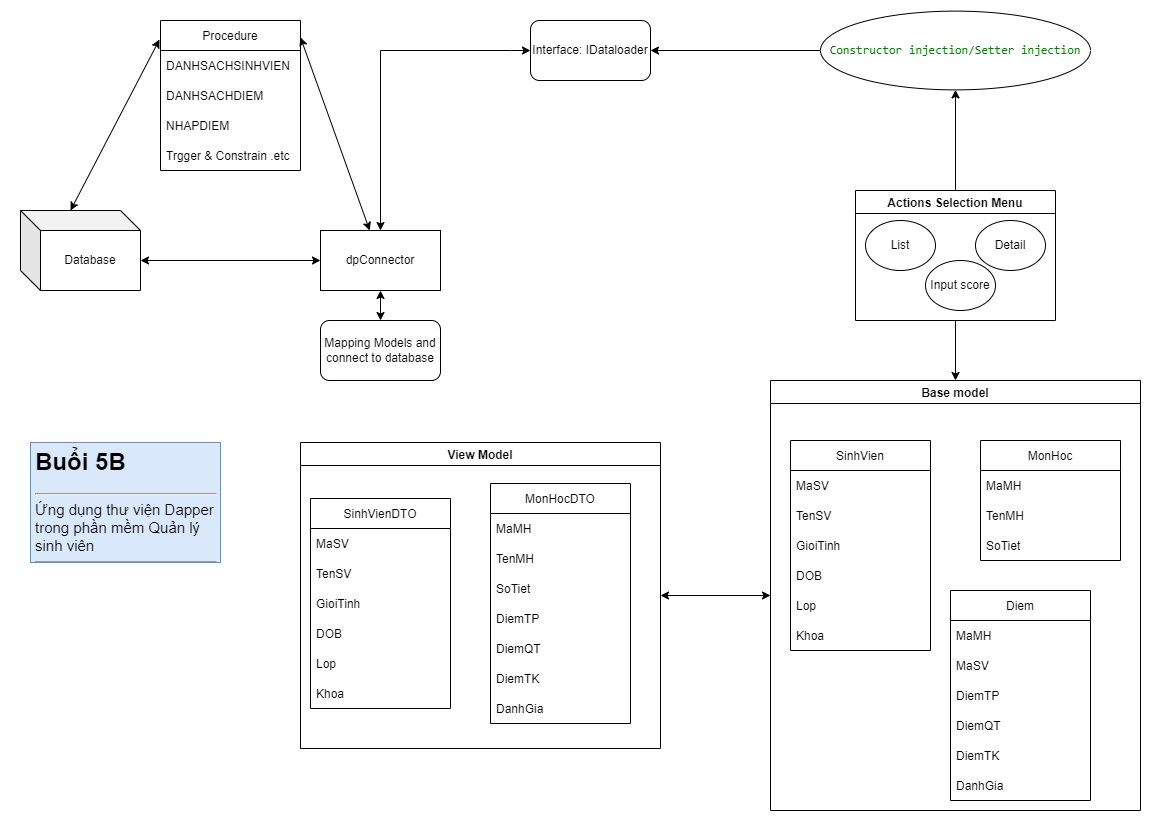 Procedure
DANHSACHSINHVIEN
DANHSACHDIEM
NHAPDIEM
Trgger & Constrain .etc
Interface: IDataloader
Constructor injection/Setter injection
Database
dpConnector
Mapping Models and
connect to database
Actions Selection Menu
List
Detail
Input score
Buổi 5B
Ứng dụng thư viện Dapper
trong phần mềm Quản lý
sinh viên
View Model
SinhVienDTO
MaSV
TenSV
GioiTinh
DOB
Lop
Khoa
MonHocDTO
MaMH
TenMH
SoTiet
DiemTP
DiemQT
DiemTK
DanhGia
Base model
SinhVien
MaSV
TenSV
GioiTinh
DOB
Lop
Khoa
MonHoc
MaMH
TenMH
SoTiet
Diem
MaMH
MaSV
DiemTP
DiemQT
DiemTK
DanhGia